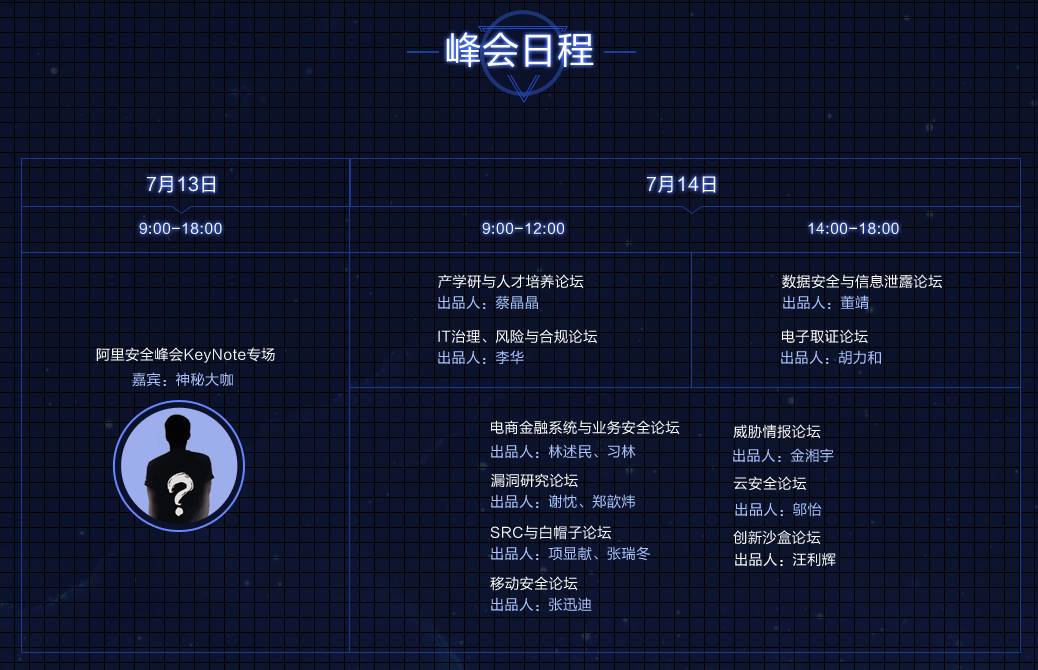 峰会日程
7月13日
7月14日
9:00-18:00
9:00-12:00
14:00-18:00
阿里安全峰会KeyNote专场
嘉宾：神秘大咖
产学研与人才培养论坛
出品人：蔡晶晶
IT治理、风险与合规论坛
出品人：李华
数据安全与信息泄露论坛
出品人：董靖
电子取证论坛
出品人：胡力和
电商金融系统与业务安全论坛
出品人：林述民、习林
漏洞研究论坛
出品人：谢忱、郑歆炜
SRC与白帽子论坛
出品人：项显献、张瑞冬
移动安全论坛
出品人：张迅迪
威胁情报论坛
出品人：金湘宇
云安全论坛
出品人：邬怡
创新沙盒论坛
出品人：汪利辉